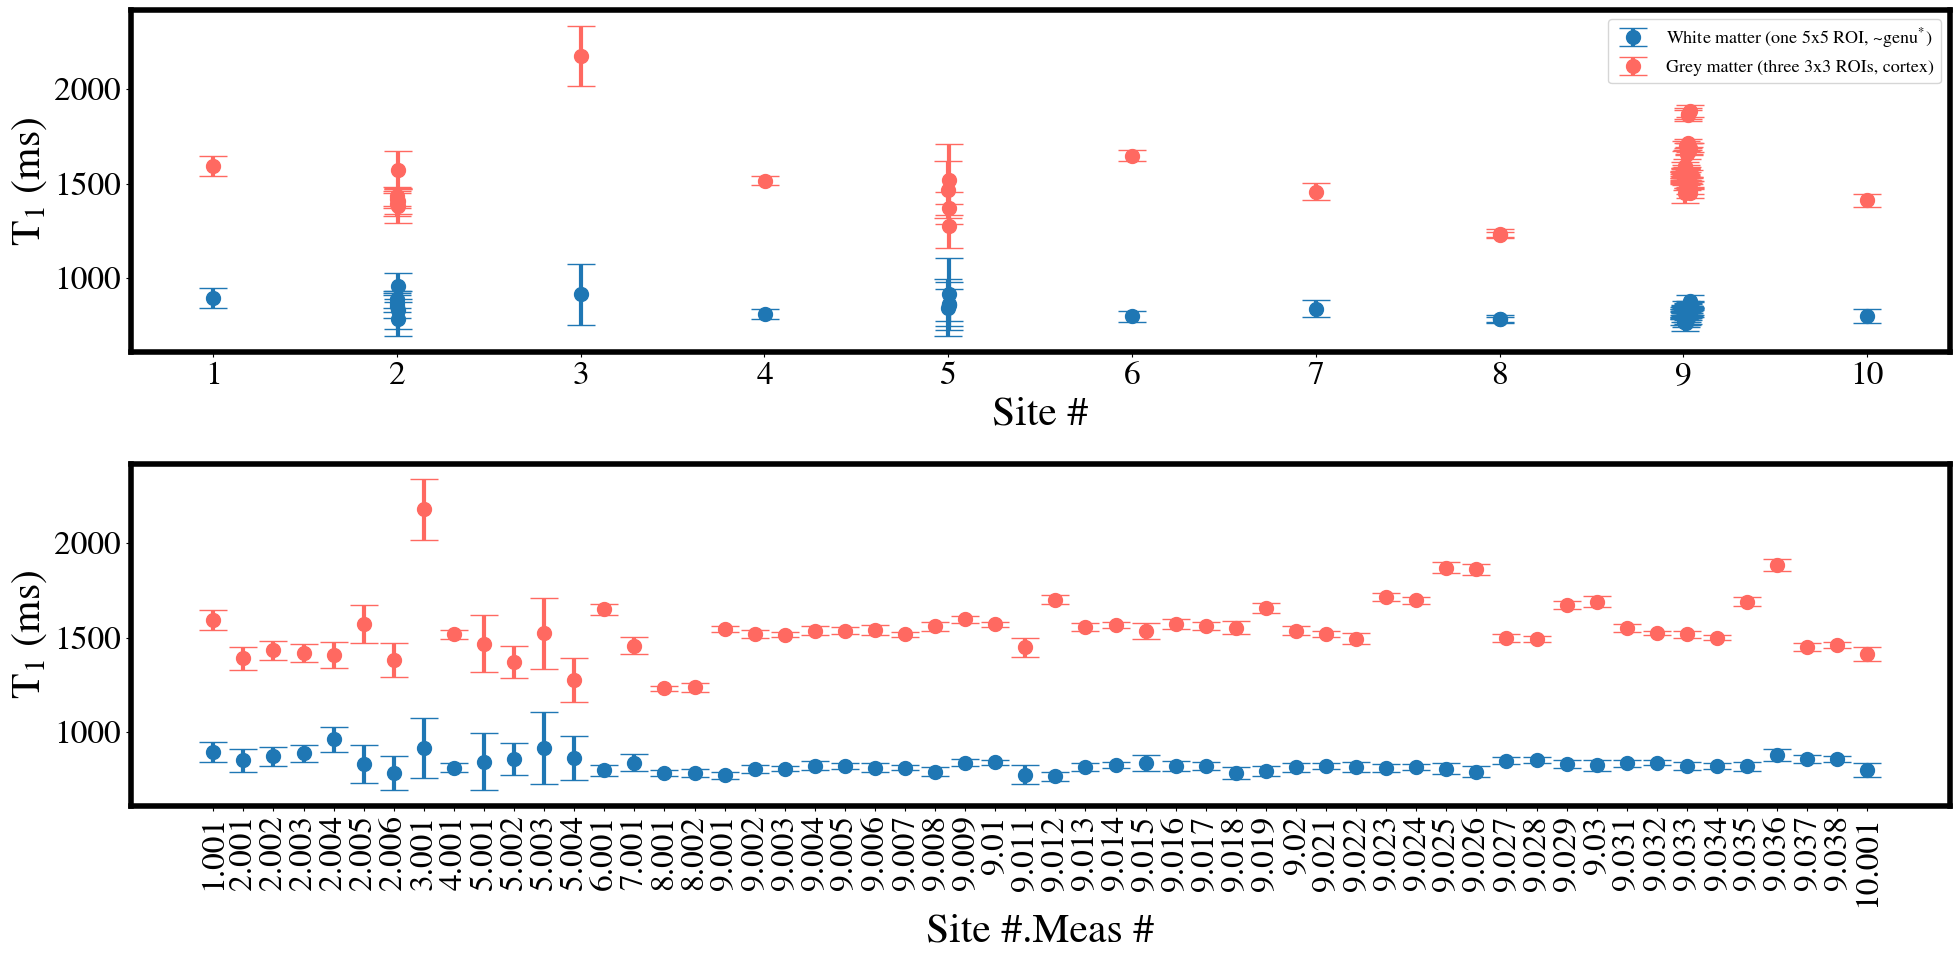 2000
1500
1000
T1 (ms)
White matter (one 5x5 ROI, ~genu*)
Grey matter (three 3x3 ROIs, cortex)
1 2 3 4 5 6 7 8 9 10
Site #
2000
1500
1000
T1 (ms)
1.001 2.001 2.002 2.003 2.004 2.005 2.006 3.001 4.001 5.001 5.002 5.003 5.004 6.001 7.001 8.001 8.002 9.001 9.002 9.003 9.004 9.005 9.006 9.007 9.008 9.009 9.01 9.011 9.012 9.013 9.014 9.015 9.016 9.017 9.018 9.019 9.02 9.021 9.022 9.023 9.024 9.025 9.026 9.027 9.028 9.029 9.03 9.031 9.032 9.033 9.034 9.035 9.036 9.037 9.038 10.001
Site #.Meas #